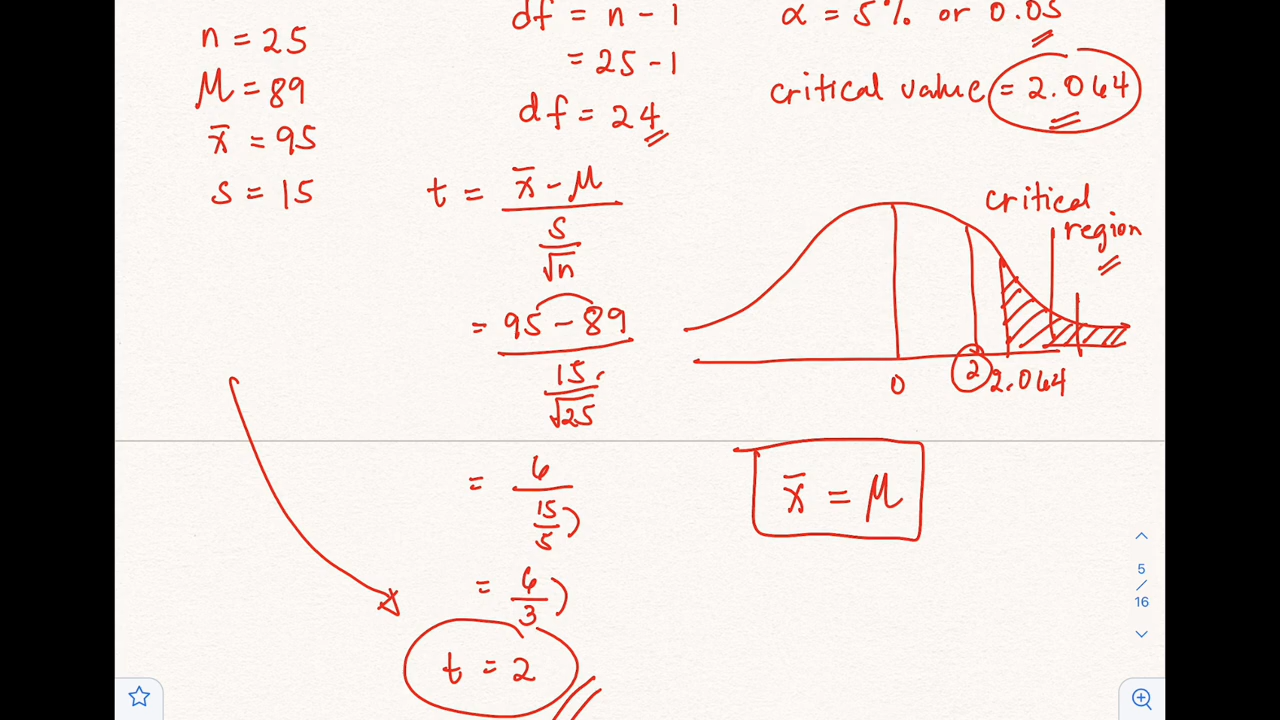 n = 25
M = 89
x̄ = 95
s = 15
df = n - 1
= 25 - 1
df = 24
α = 5% or 0.05
critical value = 2.064
t = x̄ - M / s/√n
= 95 - 89 / 15/√25
= 6 / 15/5
= 6/3
t = 2
critical
region
0 2 2.064
x̄ = M
5
/
16